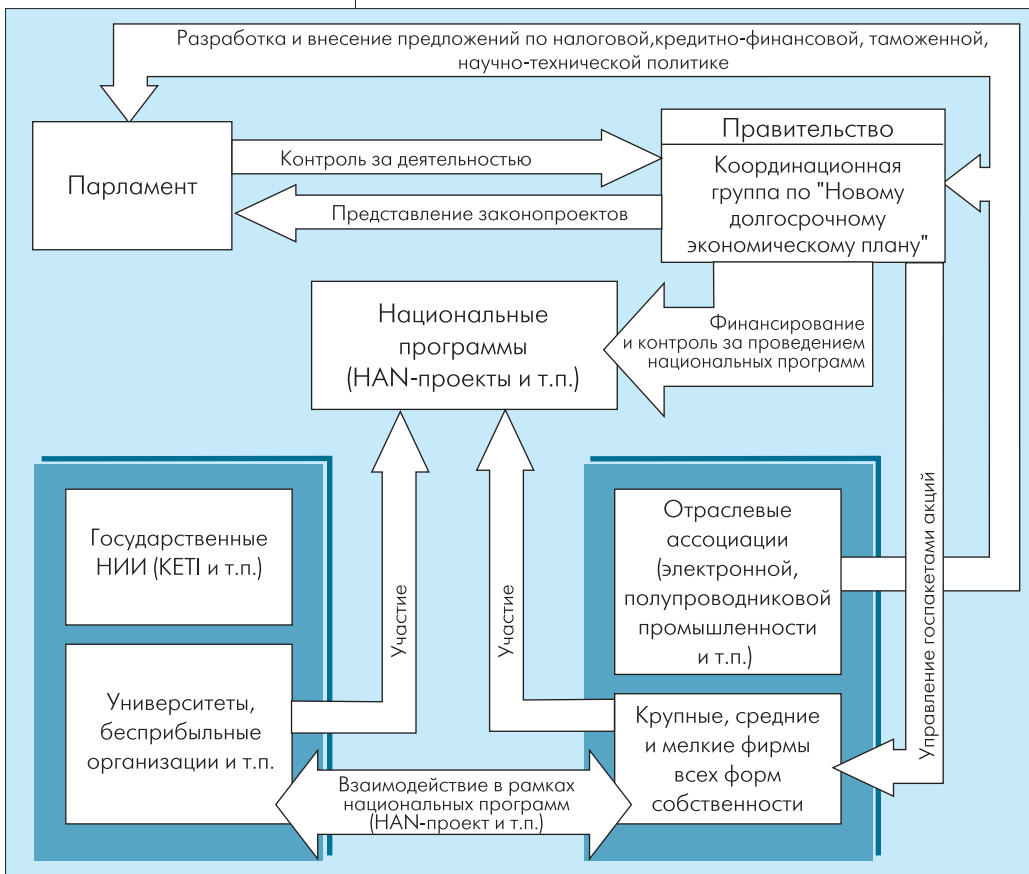 Разработка и внесение предложений по налоговой,кредитно-финансовой, таможенной,
научно-технической политике
Парламент
Контроль за деятельностью
Представление законопроектов
Правительство
Координационная
группа по "Новому
долгосрочному
экономическому плану"
Национальные
программы
(HAN-проекты и т.п.)
Финансирование
и контроль за проведением
национальных программ
Государственные
НИИ (KETI и т.п.)
Университеты,
бесприбыльные
организации и т.п.
Участие
Участие
Отраслевые
ассоциации
(электронной,
полупроводниковой
промышленности
и т.п.)
Крупные, средние
и мелкие фирмы
всех форм
собственности
Управление госпакетами акций
Взаимодействие в рамках
национальных программ
(HAN-проект и т.п.)